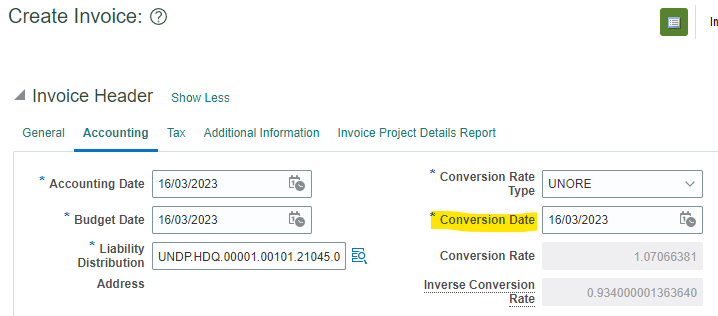 Create Invoice: ?
In
Invoice Header Show Less
General Accounting Tax Additional Information Invoice Project Details Report
* Accounting Date 16/03/2023
* Conversion Rate Type UNORE
* Budget Date 16/03/2023
* Conversion Date 16/03/2023
* Liability Distribution UNDP.HDQ.00001.00101.21045.0
Conversion Rate 1.07066381
Address
Inverse Conversion Rate 0.934000001363640